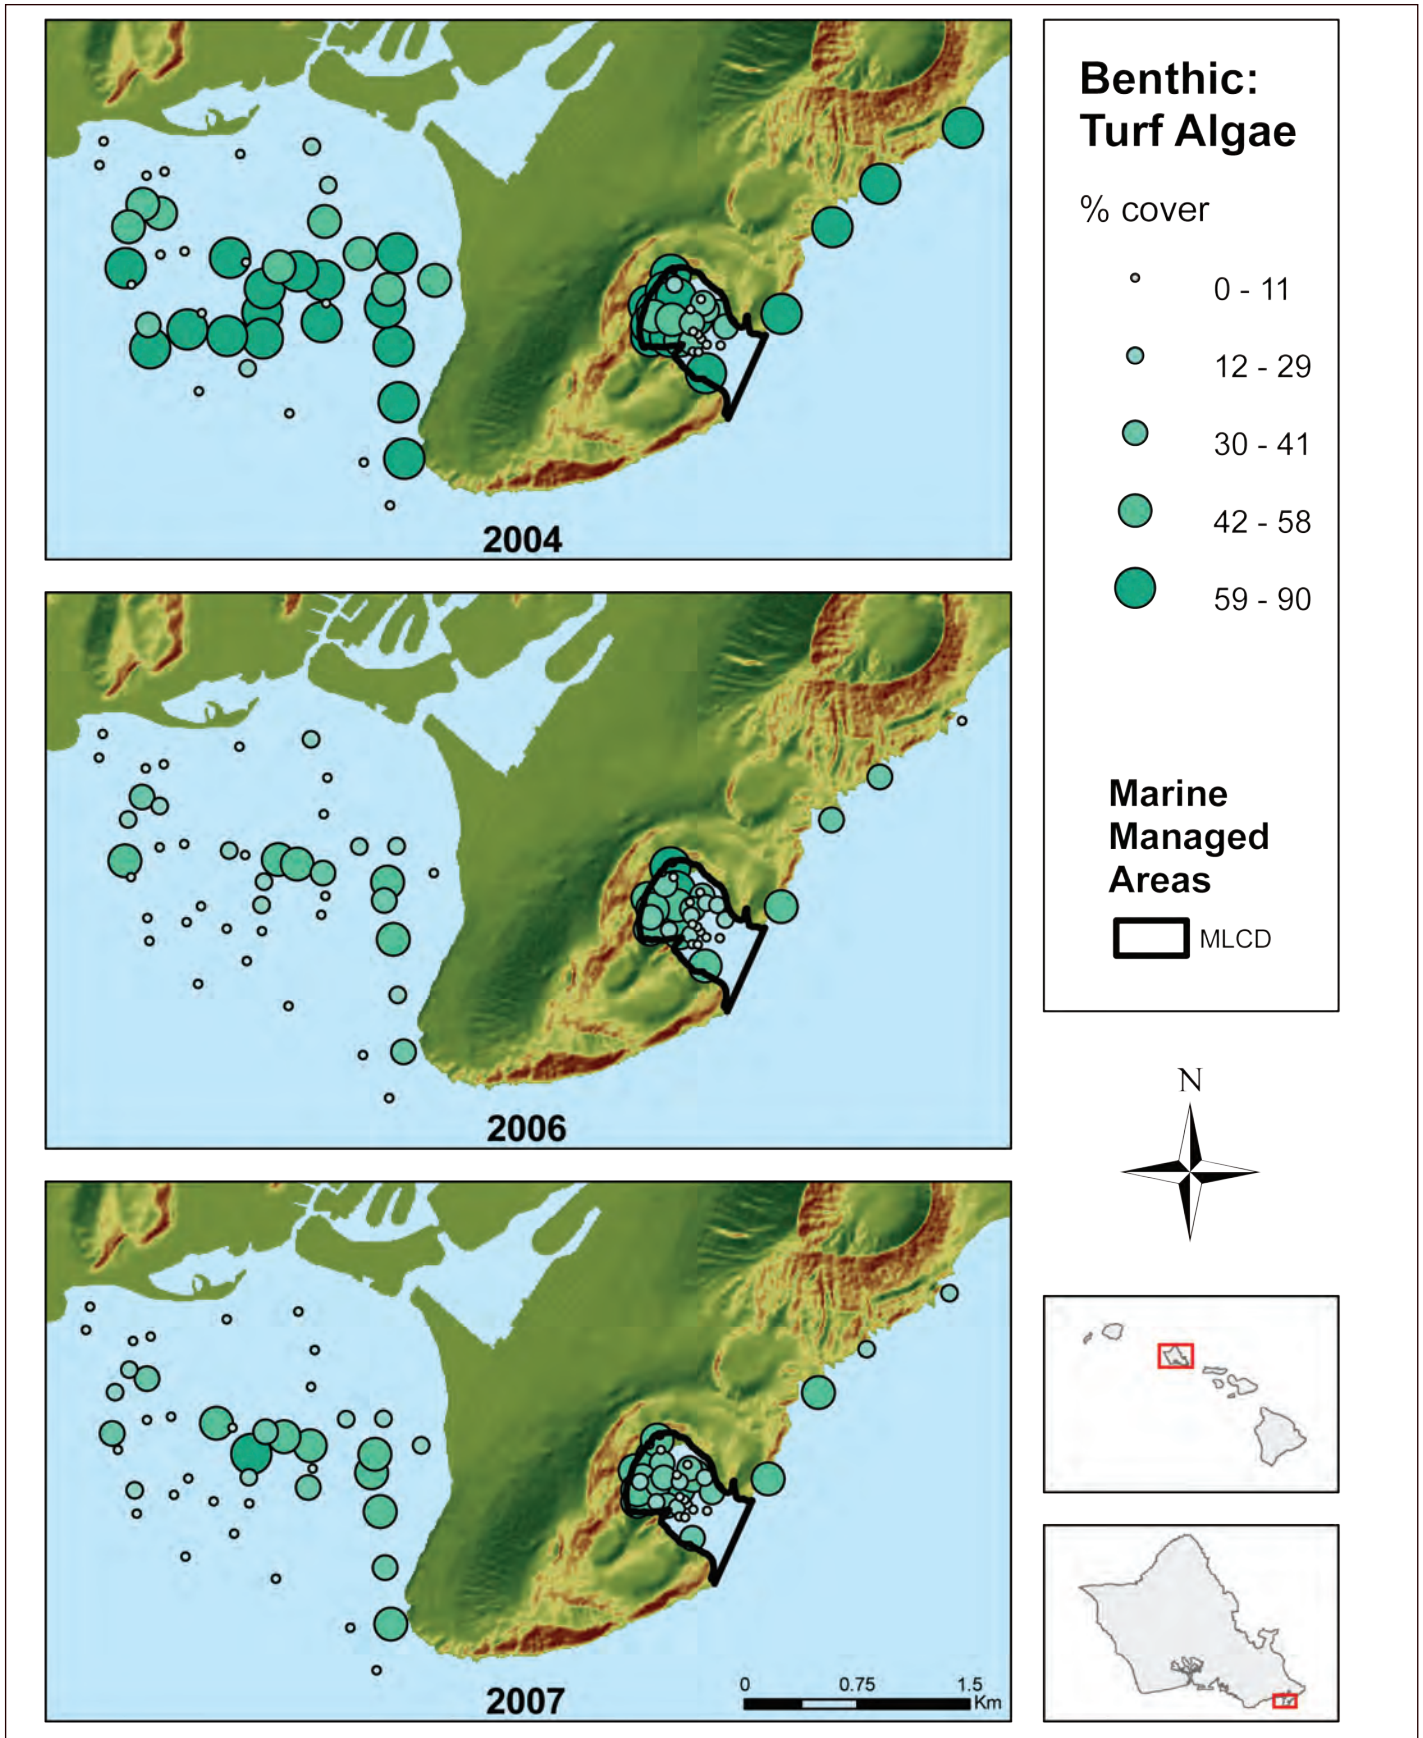 2004
2006
2007
0 0.75 1.5
Km
Benthic:
Turf Algae
% cover
0 - 11
12 - 29
30 - 41
42 - 58
59 - 90
Marine
Managed
Areas
MLCD
N